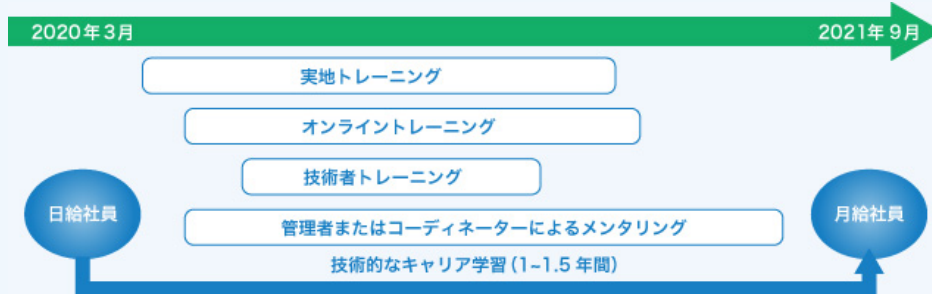 2020年3月
2021年9月
実地トレーニング
オンライントレーニング
技術者トレーニング
日給社員
月給社員
管理者またはコーディネーターによるメンタリング
技術的なキャリア学習（1~1.5 年間）